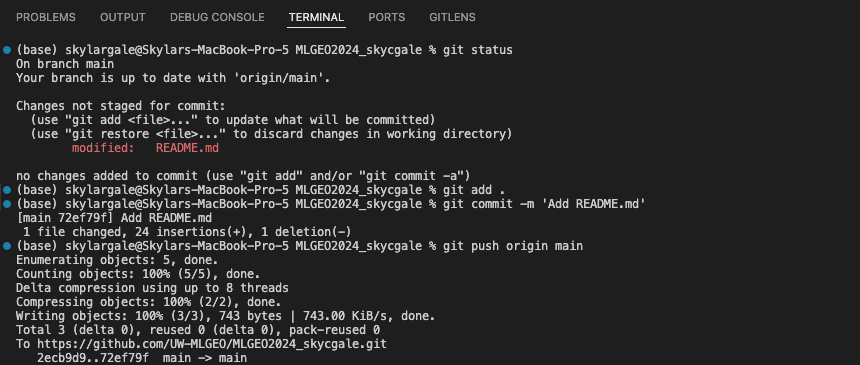 PROBLEMS OUTPUT DEBUG CONSOLE TERMINAL PORTS GITLENS
(base) skylargale@Skylars-MacBook-Pro-5 MLGEO2024_skycgale % git status
On branch main
Your branch is up to date with 'origin/main'.
Changes not staged for commit:
  (use "git add <file>..." to update what will be committed)
  (use "git restore <file>..." to discard changes in working directory)
        modified:   README.md
no changes added to commit (use "git add" and/or "git commit -a")
(base) skylargale@Skylars-MacBook-Pro-5 MLGEO2024_skycgale % git add .
(base) skylargale@Skylars-MacBook-Pro-5 MLGEO2024_skycgale % git commit -m 'Add README.md'
[main 72ef79f] Add README.md
 1 file changed, 24 insertions(+), 1 deletion(-)
(base) skylargale@Skylars-MacBook-Pro-5 MLGEO2024_skycgale % git push origin main
Enumerating objects: 5, done.
Counting objects: 100% (5/5), done.
Delta compression using up to 8 threads
Compressing objects: 100% (2/2), done.
Writing objects: 100% (3/3), 743 bytes | 743.00 KiB/s, done.
Total 3 (delta 0), reused 0 (delta 0), pack-reused 0
To https://github.com/UW-MLGEO/MLGEO2024_skycgale.git
   2ecb9d9..72ef79f  main -> main